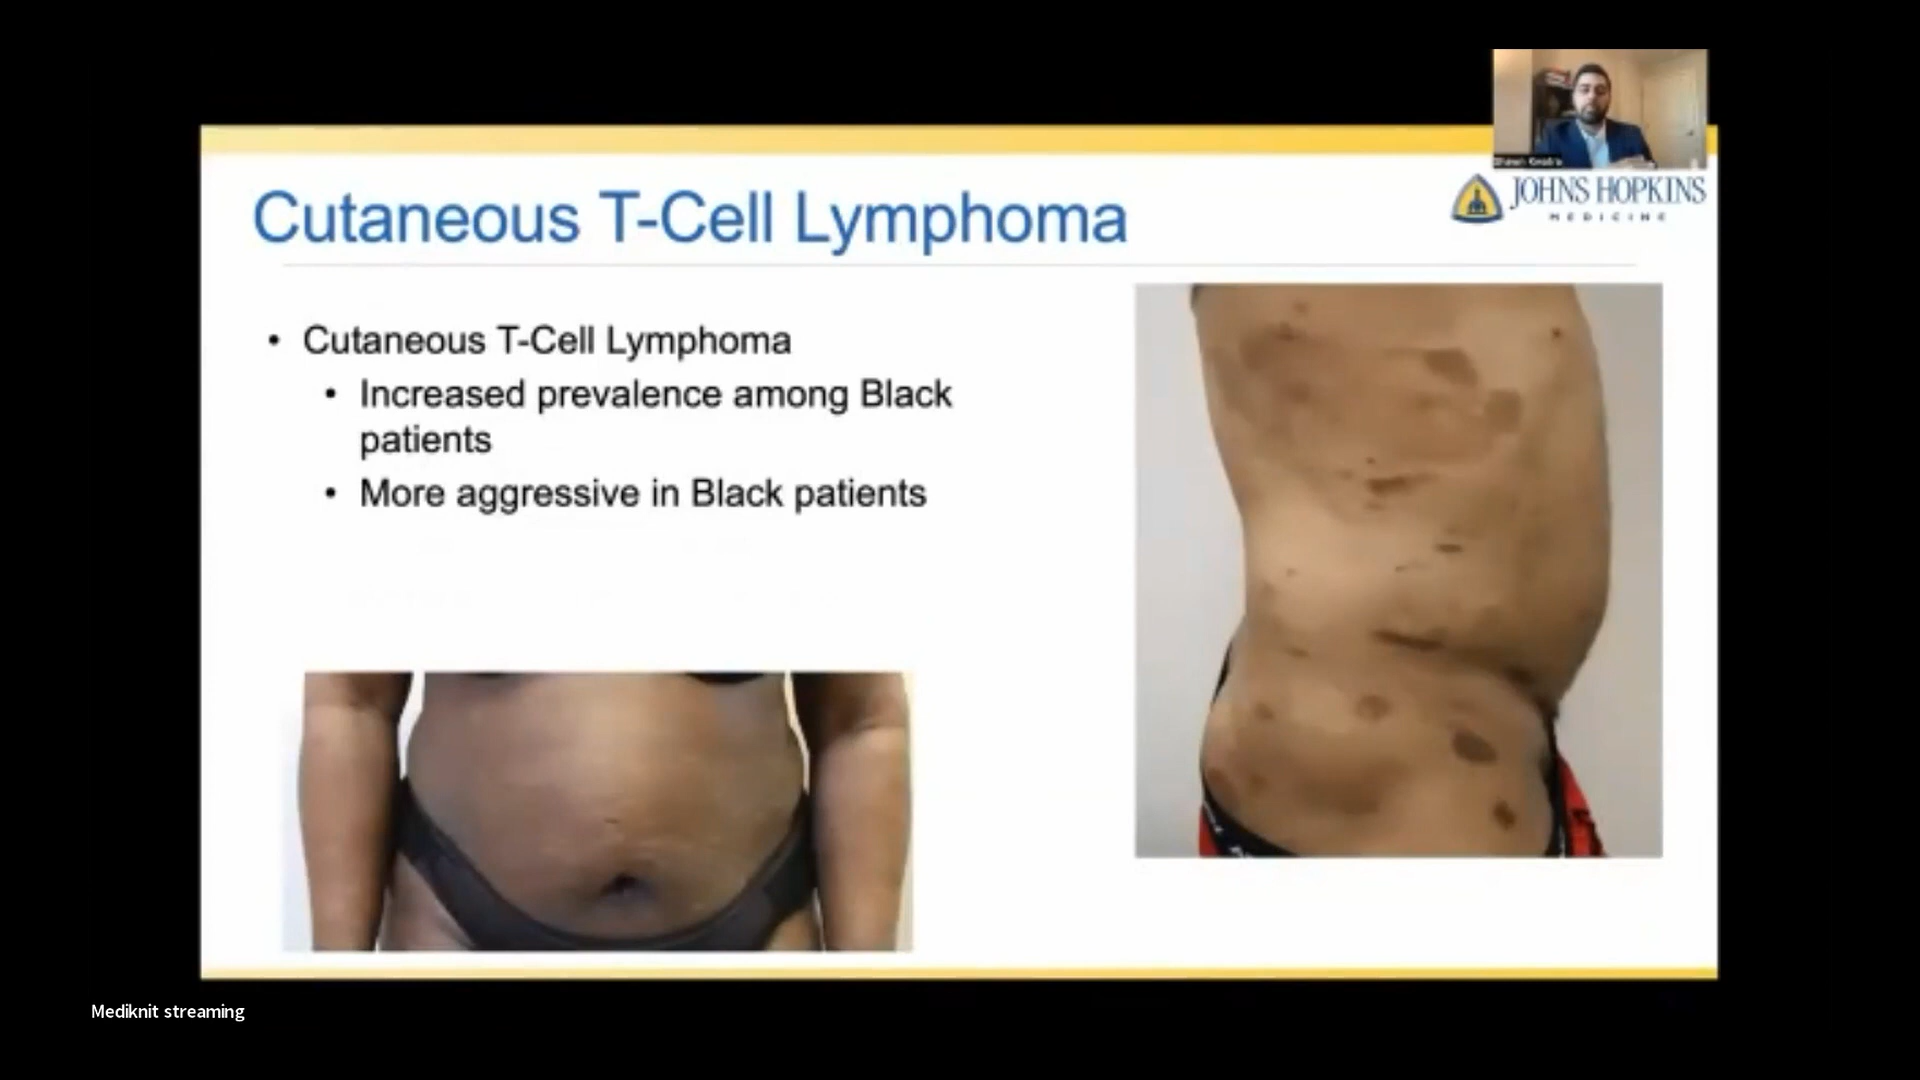 Cutaneous T-Cell Lymphoma
JOHNS HOPKINS
MEDICINE
• Cutaneous T-Cell Lymphoma
• Increased prevalence among Black
patients
• More aggressive in Black patients
Mediknit streaming